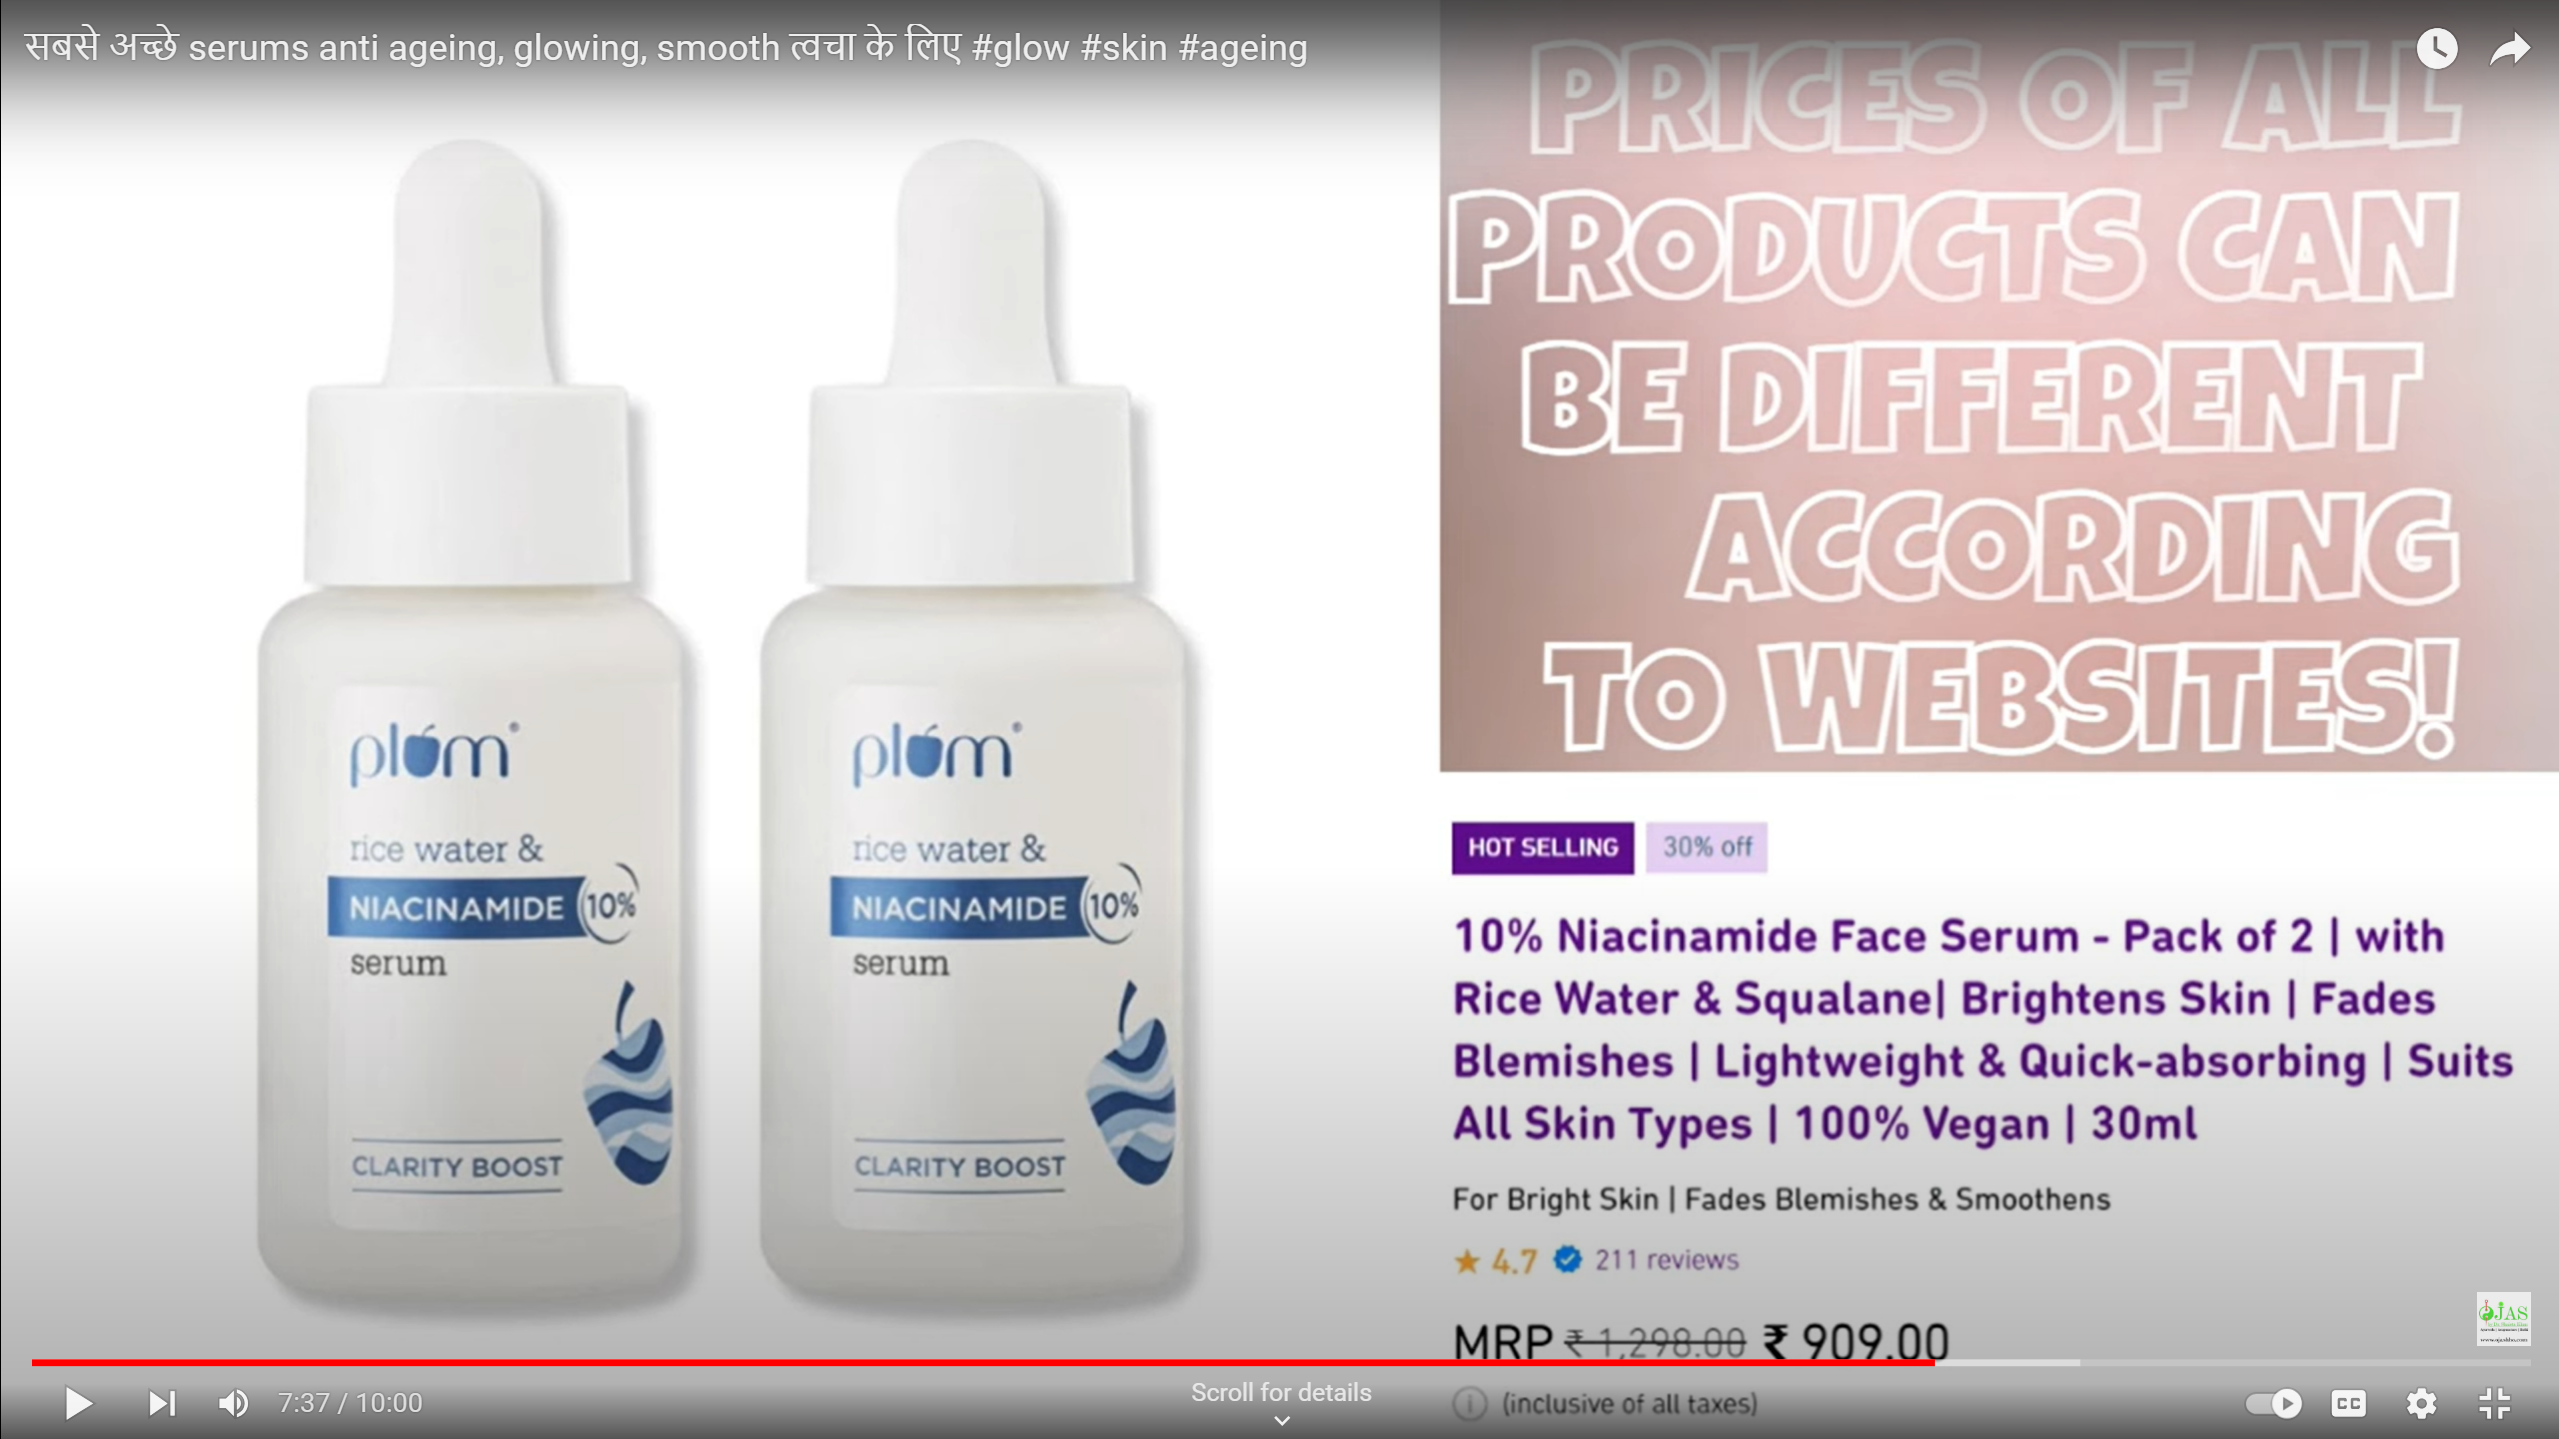 सबसे अच्छे serums anti ageing, glowing, smooth त्वचा के लिए #glow #skin #ageing
PRICES OF ALL
PRODUCTS CAN
BE DIFFERENT
ACCORDING
TO WEBSITES!
plum®
rice water &
NIACINAMIDE 10%
serum
CLARITY BOOST
plum®
rice water &
NIACINAMIDE 10%
serum
CLARITY BOOST
HOT SELLING 30% off
10% Niacinamide Face Serum - Pack of 2 | with
Rice Water & Squalane| Brightens Skin | Fades
Blemishes | Lightweight & Quick-absorbing | Suits
All Skin Types | 100% Vegan | 30ml
For Bright Skin | Fades Blemishes & Smoothens
★ 4.7 211 reviews
MRP ₹ 1,298.00 ₹ 909.00
(inclusive of all taxes)
OJAS
7:37 / 10:00
Scroll for details
CC